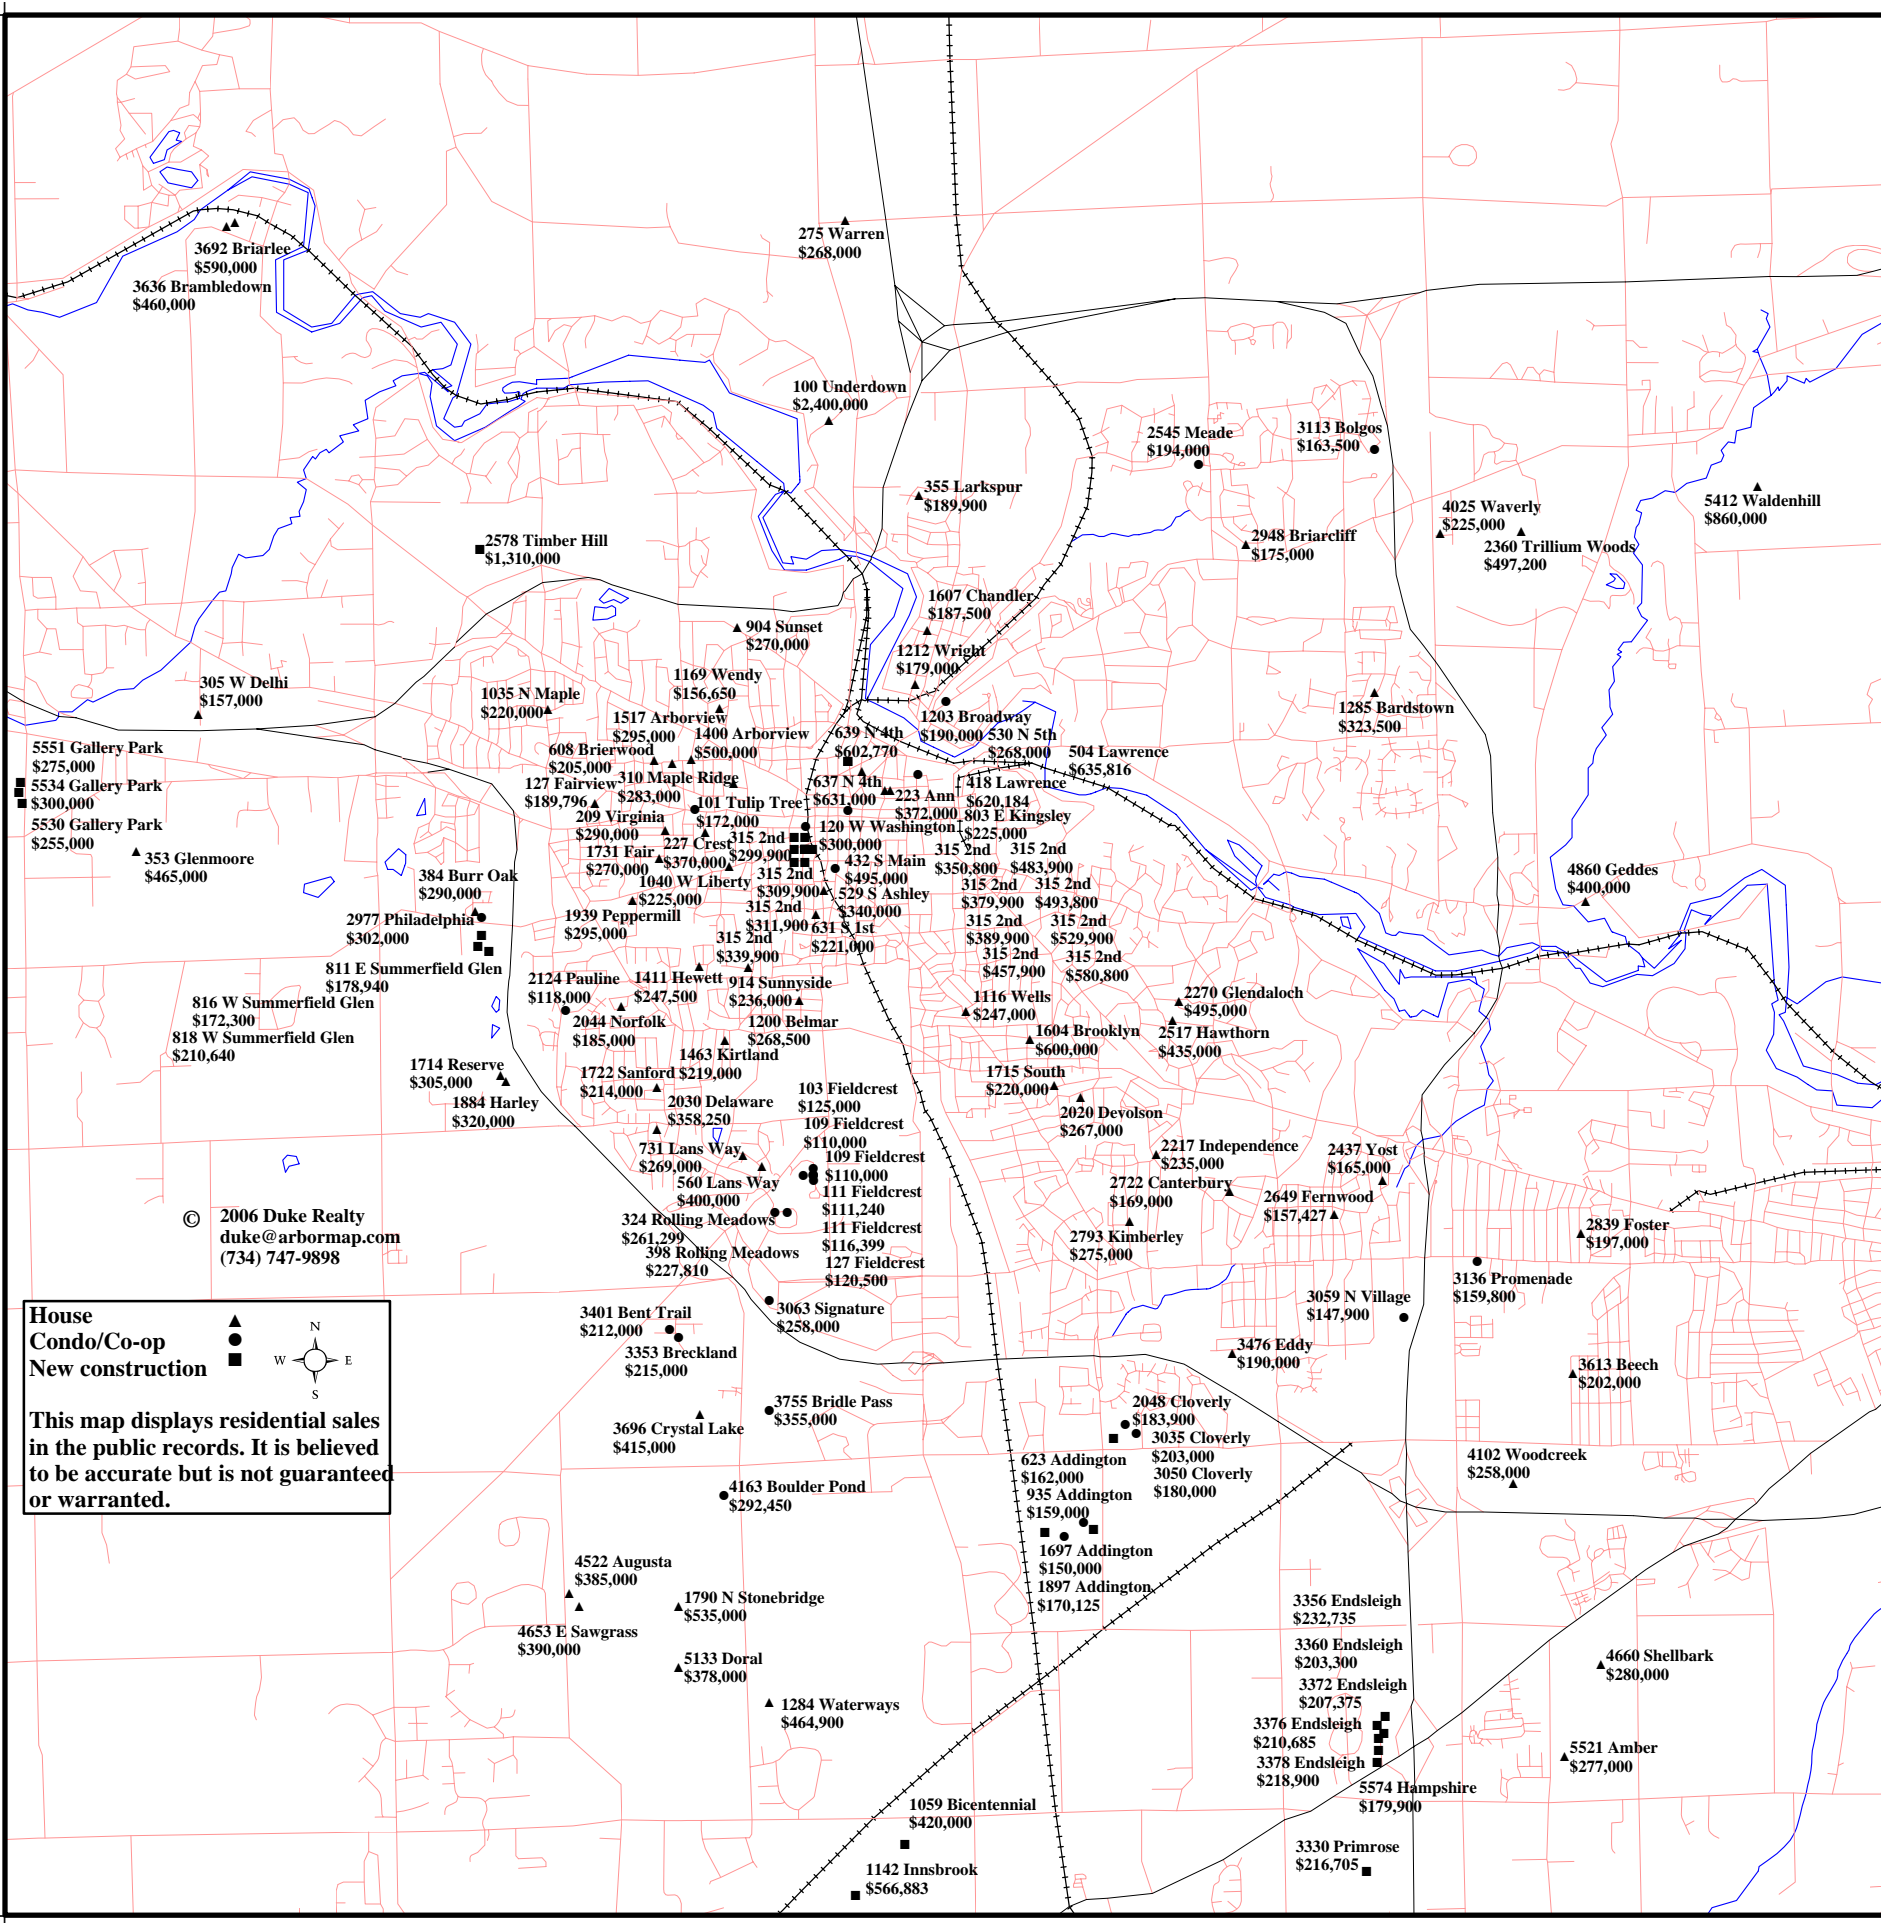 275 Warren
$268,000
3692 Briarlee
$590,000
3636 Brambledown
$460,000
100 Underdown
$2,400,000
2545 Meade
$194,000
3113 Bolgos
$163,500
355 Larkspur
$189,900
5412 Waldenhill
$860,000
4025 Waverly
$225,000
2360 Trillium Woods
$497,200
2948 Briarcliff
$175,000
2578 Timber Hill
$1,310,000
1607 Chandler
$187,500
904 Sunset
$270,000
1212 Wright
$179,000
1169 Wendy
$156,650
305 W Delhi
$157,000
1035 N Maple
$220,000
1285 Bardstown
$323,500
1517 Arborview
$295,000
1400 Arborview
$500,000
1203 Broadway
$190,000
639 N 4th
$602,770
530 N 5th
$268,000
504 Lawrence
$635,816
5551 Gallery Park
$275,000
608 Brierwood
$205,000
5534 Gallery Park
$300,000
127 Fairview
$189,796
310 Maple Ridge
$283,000
637 N 4th
$631,000
223 Ann
$372,000
418 Lawrence
$620,184
101 Tulip Tree
$172,000
5530 Gallery Park
$255,000
209 Virginia
$290,000
803 E Kingsley
$225,000
120 W Washington
$300,000
315 2nd
$299,900
227 Crest
$370,000
1731 Fair
$270,000
315 2nd
$350,800
315 2nd
$483,900
353 Glenmoore
$465,000
432 S Main
$495,000
4860 Geddes
$400,000
384 Burr Oak
$290,000
1040 W Liberty
$225,000
315 2nd
$309,900
529 S Ashley
$340,000
315 2nd
$379,900
315 2nd
$493,800
2977 Philadelphia
$302,000
1939 Peppermill
$295,000
315 2nd
$311,900
631 S 1st
$221,000
315 2nd
$389,900
315 2nd
$529,900
315 2nd
$339,900
315 2nd
$457,900
315 2nd
$580,800
811 E Summerfield Glen
$178,940
2124 Pauline
$118,000
1411 Hewett
$247,500
914 Sunnyside
$236,000
816 W Summerfield Glen
$172,300
1116 Wells
$247,000
2270 Glendaloch
$495,000
2044 Norfolk
$185,000
1200 Belmar
$268,500
818 W Summerfield Glen
$210,640
1604 Brooklyn
$600,000
2517 Hawthorn
$435,000
1463 Kirtland
$219,000
1714 Reserve
$305,000
1722 Sanford
$214,000
1715 South
$220,000
1884 Harley
$320,000
2030 Delaware
$358,250
103 Fieldcrest
$125,000
2020 Devolson
$267,000
109 Fieldcrest
$110,000
731 Lans Way
$269,000
109 Fieldcrest
$110,000
2217 Independence
$235,000
2437 Yost
$165,000
560 Lans Way
$400,000
111 Fieldcrest
$111,240
2722 Canterbury
$169,000
2649 Fernwood
$157,427
324 Rolling Meadows
$261,299
111 Fieldcrest
$116,399
2793 Kimberley
$275,000
2839 Foster
$197,000
398 Rolling Meadows
$227,810
127 Fieldcrest
$120,500
© 2006 Duke Realty
duke@arbormap.com
(734) 747-9898
3136 Promenade
$159,800
3059 N Village
$147,900
3401 Bent Trail
$212,000
3063 Signature
$258,000
3353 Breckland
$215,000
3476 Eddy
$190,000
3613 Beech
$202,000
House
Condo/Co-op
New construction
N
W E
S
This map displays residential sales
in the public records. It is believed
to be accurate but is not guaranteed
or warranted.
3755 Bridle Pass
$355,000
3696 Crystal Lake
$415,000
2048 Cloverly
$183,900
3035 Cloverly
$203,000
623 Addington
$162,000
3050 Cloverly
$180,000
4102 Woodcreek
$258,000
4163 Boulder Pond
$292,450
935 Addington
$159,000
1697 Addington
$150,000
4522 Augusta
$385,000
1897 Addington
$170,125
1790 N Stonebridge
$535,000
3356 Endsleigh
$232,735
4653 E Sawgrass
$390,000
3360 Endsleigh
$203,300
5133 Doral
$378,000
4660 Shellbark
$280,000
3372 Endsleigh
$207,375
1284 Waterways
$464,900
3376 Endsleigh
$210,685
5521 Amber
$277,000
3378 Endsleigh
$218,900
5574 Hampshire
$179,900
1059 Bicentennial
$420,000
3330 Primrose
$216,705
1142 Innsbrook
$566,883